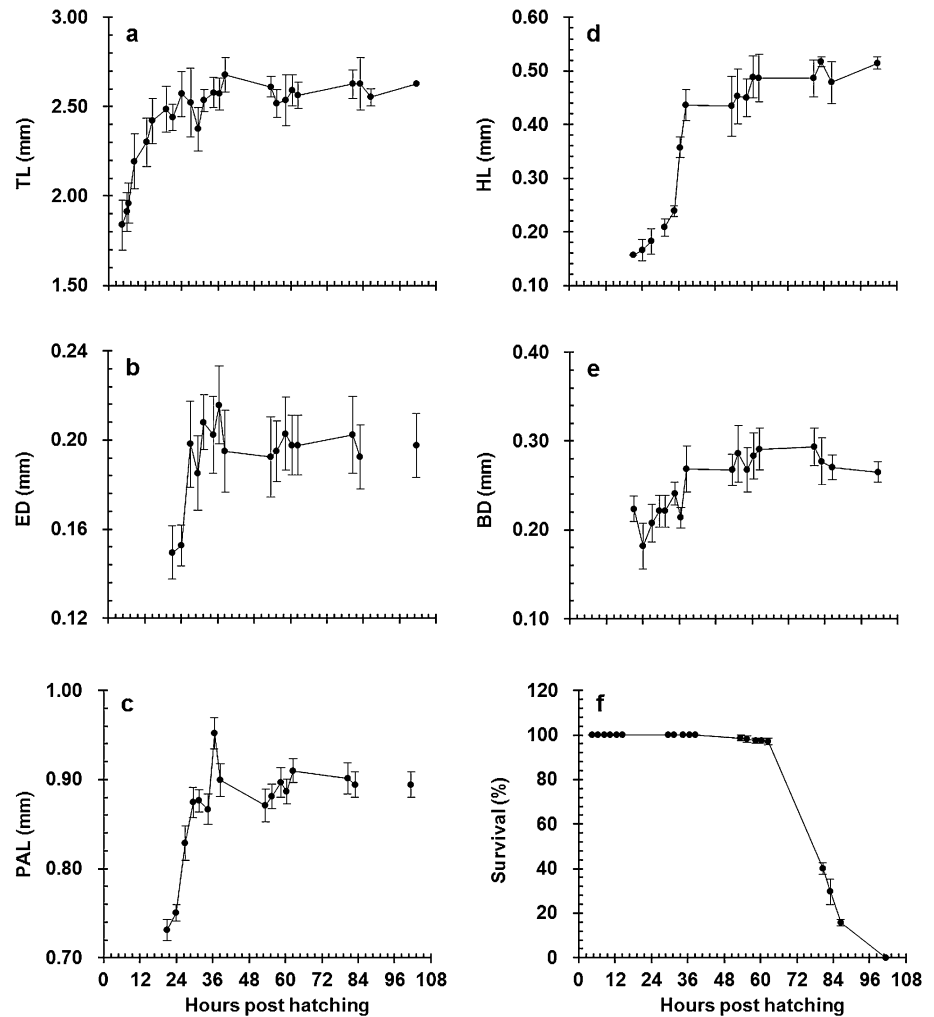 a
3.00
2.50
2.00
1.50
TL (mm)
d
0.60
0.50
0.40
0.30
0.20
0.10
HL (mm)
b
0.24
0.20
0.16
0.12
ED (mm)
e
0.40
0.30
0.20
0.10
BD (mm)
c
1.00
0.90
0.80
0.70
PAL (mm)
0 12 24 36 48 60 72 84 96 108
Hours post hatching
f
120
100
80
60
40
20
0
Survival (%)
0 12 24 36 48 60 72 84 96 108
Hours post hatching